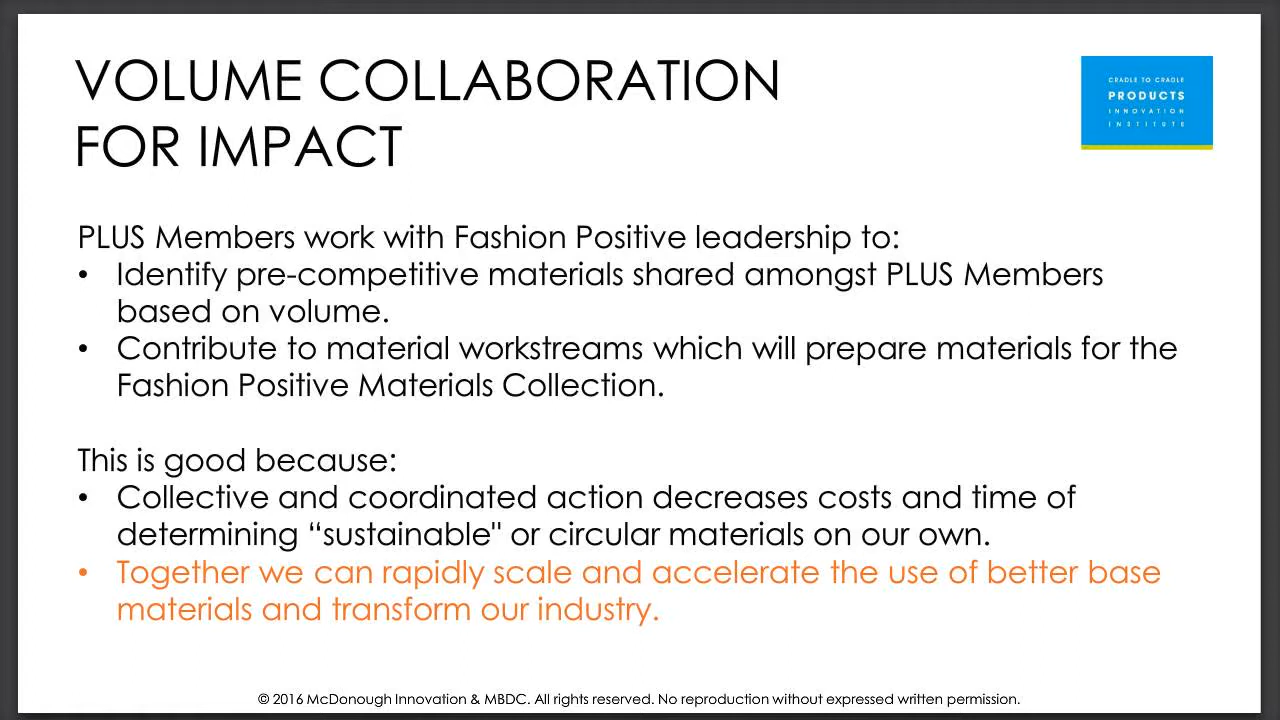 VOLUME COLLABORATION
FOR IMPACT
CRADLE TO CRADLE
PRODUCTS
INNOVATION
INSTITUTE
PLUS Members work with Fashion Positive leadership to:
• Identify pre-competitive materials shared amongst PLUS Members
based on volume.
• Contribute to material workstreams which will prepare materials for the
Fashion Positive Materials Collection.
This is good because:
• Collective and coordinated action decreases costs and time of
determining “sustainable" or circular materials on our own.
• Together we can rapidly scale and accelerate the use of better base
materials and transform our industry.
© 2016 McDonough Innovation & MBDC. All rights reserved. No reproduction without expressed written permission.